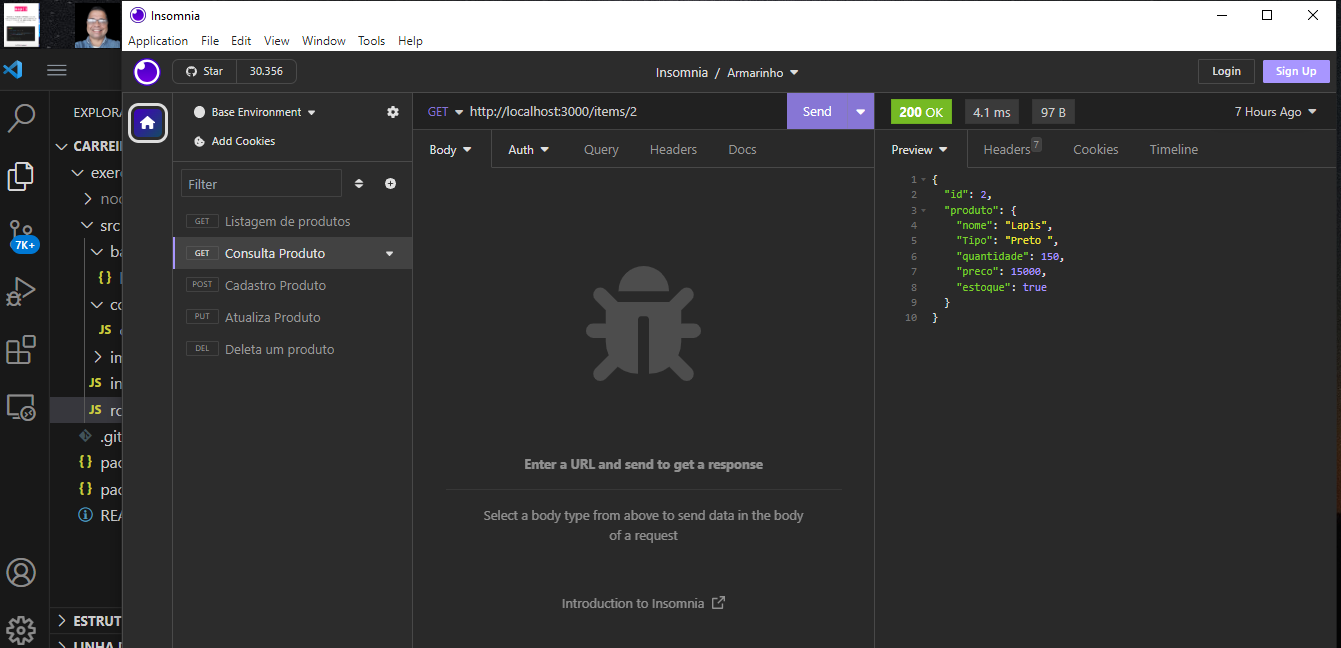 Insomnia
Application File Edit View Window Tools Help
Star 30.356
Insomnia / Armarinho
Login Sign Up
EXPLORA
CARREI
exer
noc
src
ba
{}
co
JS
in
JS in
JS ro
.git
{} pac
{} pac
REA
7K+
ESTRUT
LINHA
Base Environment
Add Cookies
Filter
GET Listagem de produtos
GET Consulta Produto
POST Cadastro Produto
PUT Atualiza Produto
DEL Deleta um produto
GET http://localhost:3000/items/2 Send
Body Auth Query Headers Docs
Enter a URL and send to get a response
Select a body type from above to send data in the body
of a request
Introduction to Insomnia
200 OK 4.1 ms 97 B 7 Hours Ago
Preview Headers 7 Cookies Timeline
1 {
2 "id": 2,
3 "produto": {
4 "nome": "Lapis",
5 "Tipo": "Preto ",
6 "quantidade": 150,
7 "preco": 15000,
8 "estoque": true
9 }
10 }